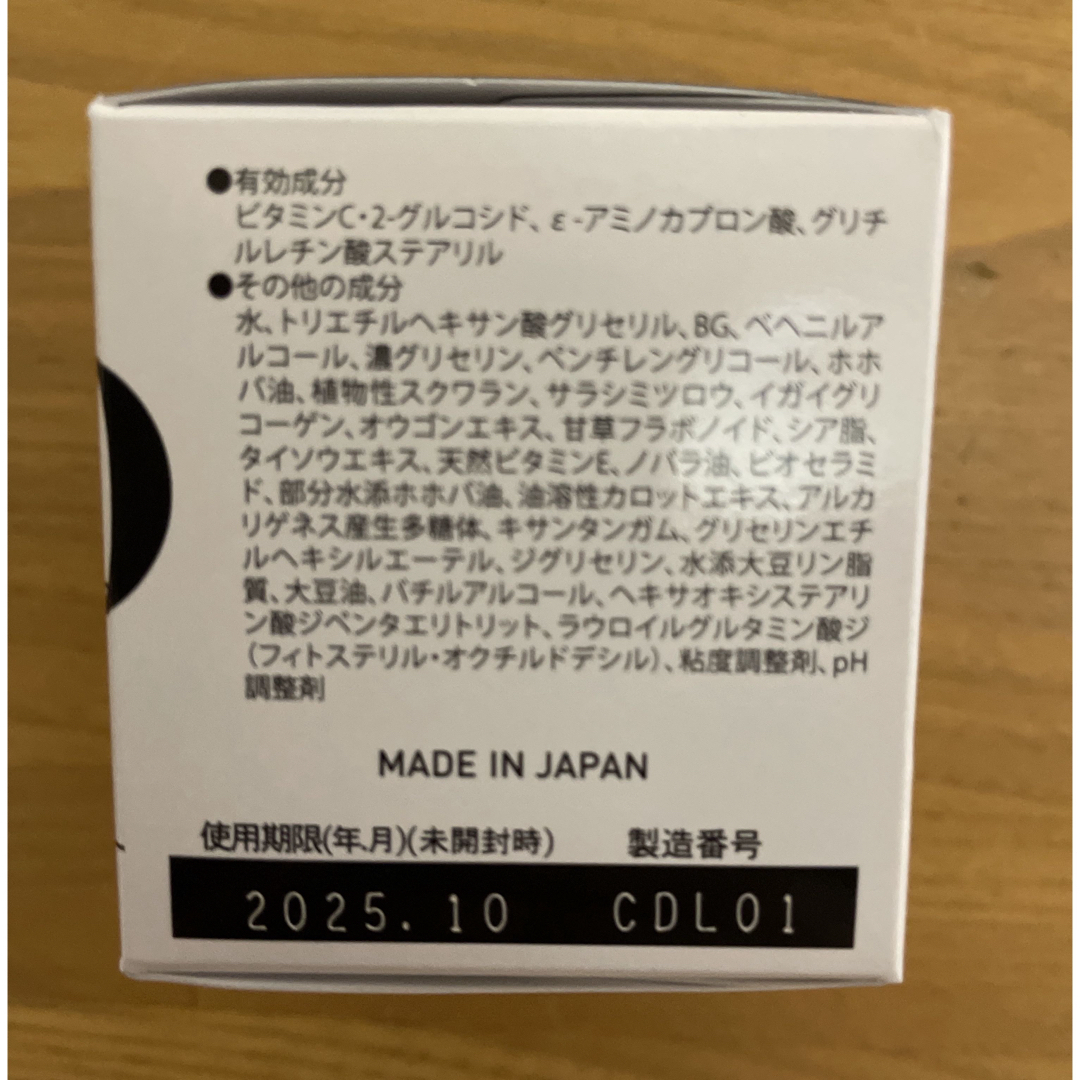 ●有効成分
ビタミンC・2-グルコシド、ε-アミノカプロン酸、グリチ
ルレチン酸ステアリル
●その他の成分
水、トリエチルヘキサン酸グリセリル、BG、ベヘニルア
ルコール、濃グリセリン、ペンチレングリコール、ホホ
バ油、植物性スクワラン、サラシミツロウ、イガイグリ
コーゲン、オウゴンエキス、甘草フラボノイド、シア脂、
タイソウエキス、天然ビタミンE、ノバラ油、ビオセラミ
ド、部分水添ホホバ油、油溶性カロットエキス、アルカ
リゲネス産生多糖体、キサンタンガム、グリセリンエチ
ルヘキシルエーテル、ジグリセリン、水添大豆リン脂
質、大豆油、バチルアルコール、ヘキサオキシステアリ
ン酸ジペンタエリトリット、ラウロイルグルタミン酸ジ
（フィトステリル・オクチルドデシル）、粘度調整剤、pH
調整剤
MADE IN JAPAN
使用期限(年、月)(未開封時) 製造番号
2025.10 CDL01